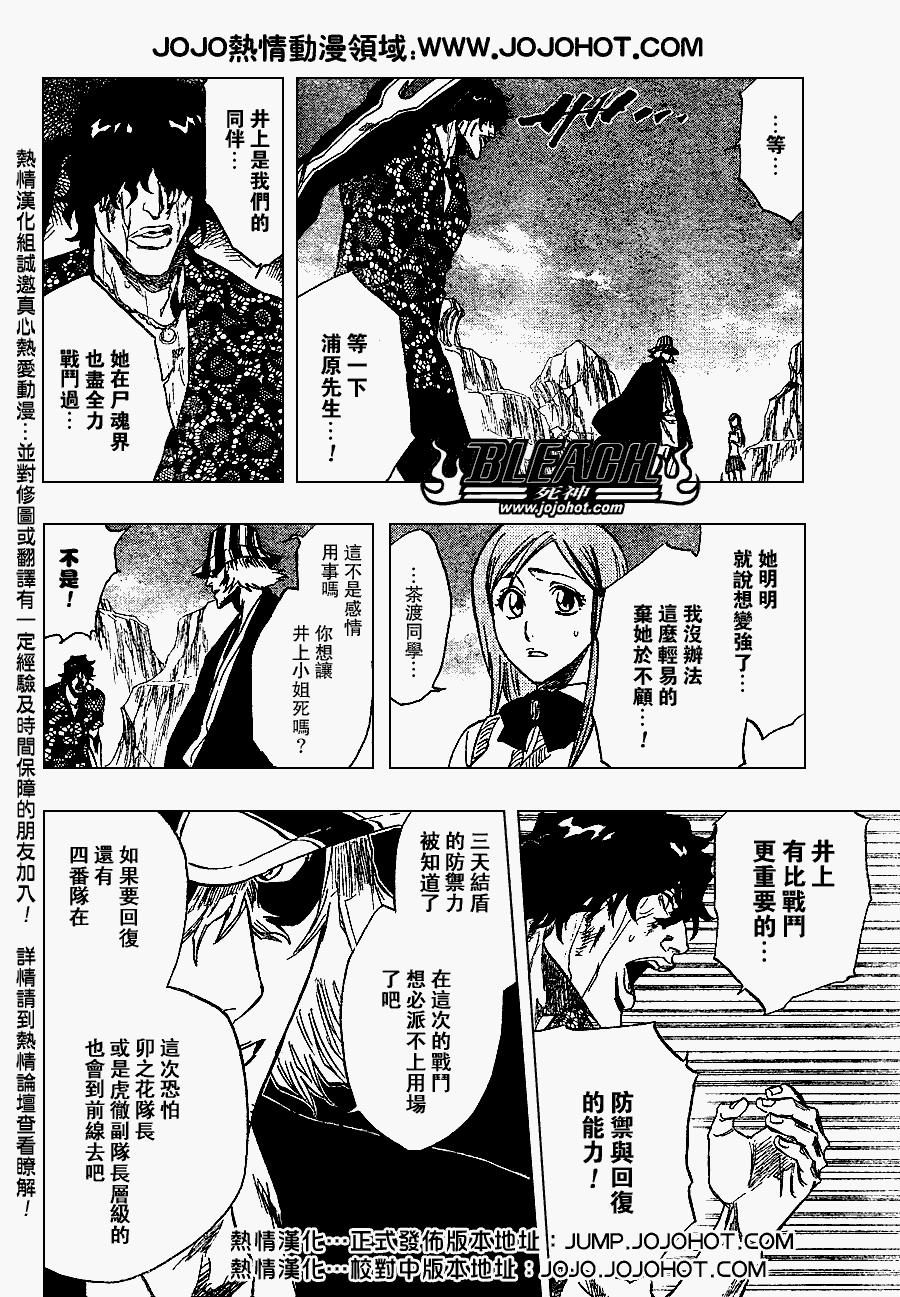 JOJO熱情動漫領域:WWW.JOJOHOT.COM
…等…
等一下
浦原先生…!
井上是我們的
同伴…
她在尸魂界
也盡全力
戰鬥過…
BLEACH
死神
www.jojohot.com
她明明
就說想變強了…
我沒辦法
這麼輕易的
棄她於不顧…!
…茶渡同學…
這不是感情
用事嗎
你想讓
井上小姐死嗎?
不是!
井上
有比戰鬥
更重要的…
防禦與回復
的能力!
三天結盾
的防禦力
被知道了
在這次的戰鬥
想必派不上用場
了吧
如果要回復
還有
四番隊在
這次恐怕
卯之花隊長
或是虎徹副隊長層級的
也會到前線去吧
熱情漢化組誠邀真心熱愛動漫…並對修圖或翻譯有一定經驗及時間保障的朋友加入! 詳情請到熱情論壇查看瞭解!
熱情漢化…正式發佈版本地址:JUMP.JOJOHOT.COM
熱情漢化…校對中版本地址:JOJO.JOJOHOT.COM